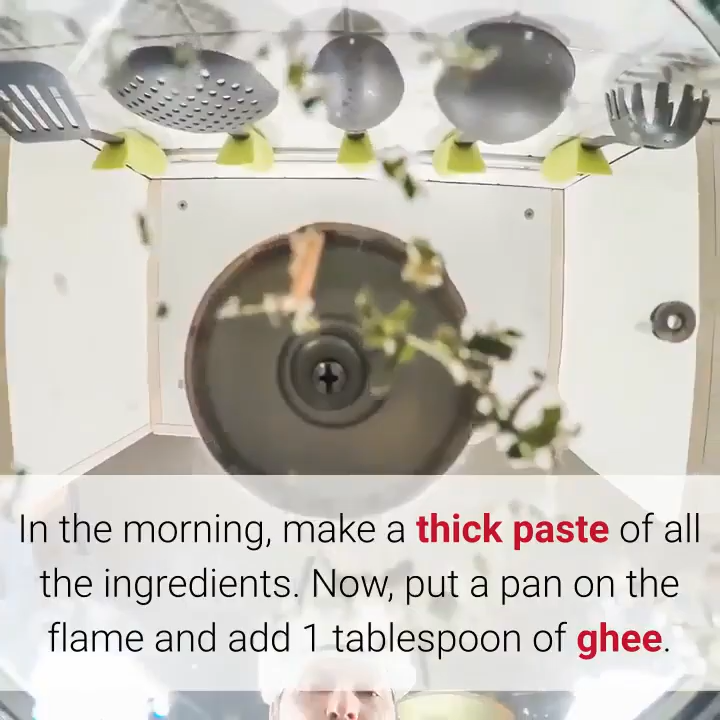 In the morning, make a thick paste of all
the ingredients. Now, put a pan on the
flame and add 1 tablespoon of ghee.